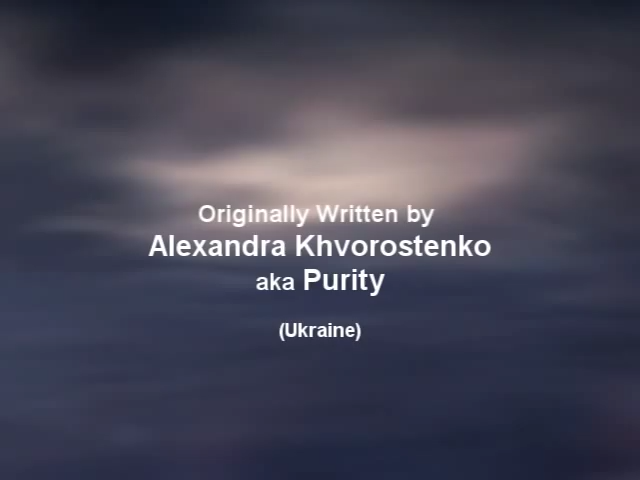 Originally Written by
Alexandra Khvorostenko
aka Purity
(Ukraine)